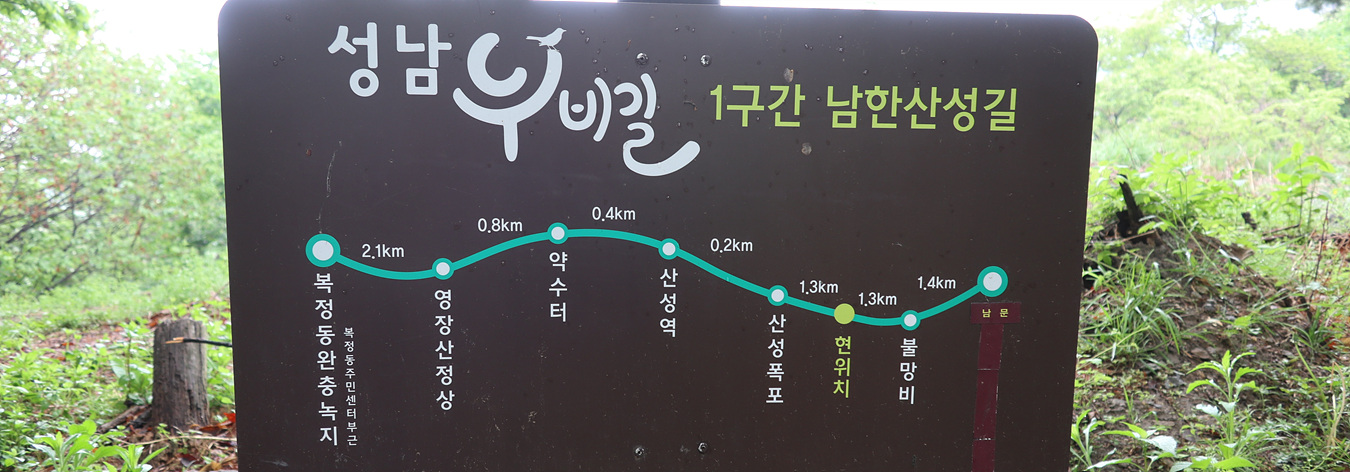 성남누비길
1구간 남한산성길
2.1km
0.8km
0.4km
0.2km
1.3km
1.3km
1.4km
복정동완충녹지
복정동주민센터부근
영장산정상
약수터
산성역
산성폭포
현위치
불망비
남문